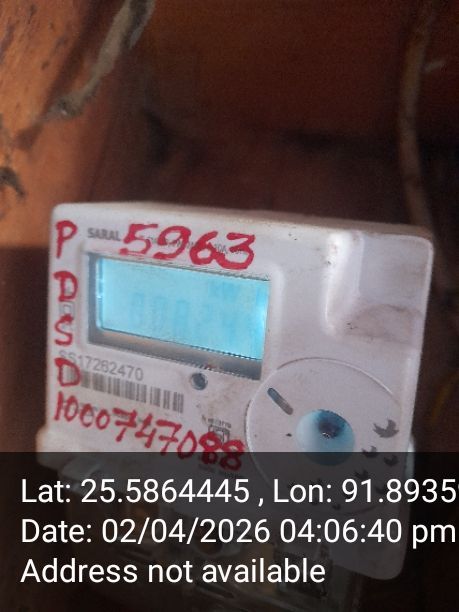 SARAL
5963
P
D
S
D
SS17262470
1000747088
Lat: 25.5864445 , Lon: 91.8935
Date: 02/04/2026 04:06:40 pm
Address not available